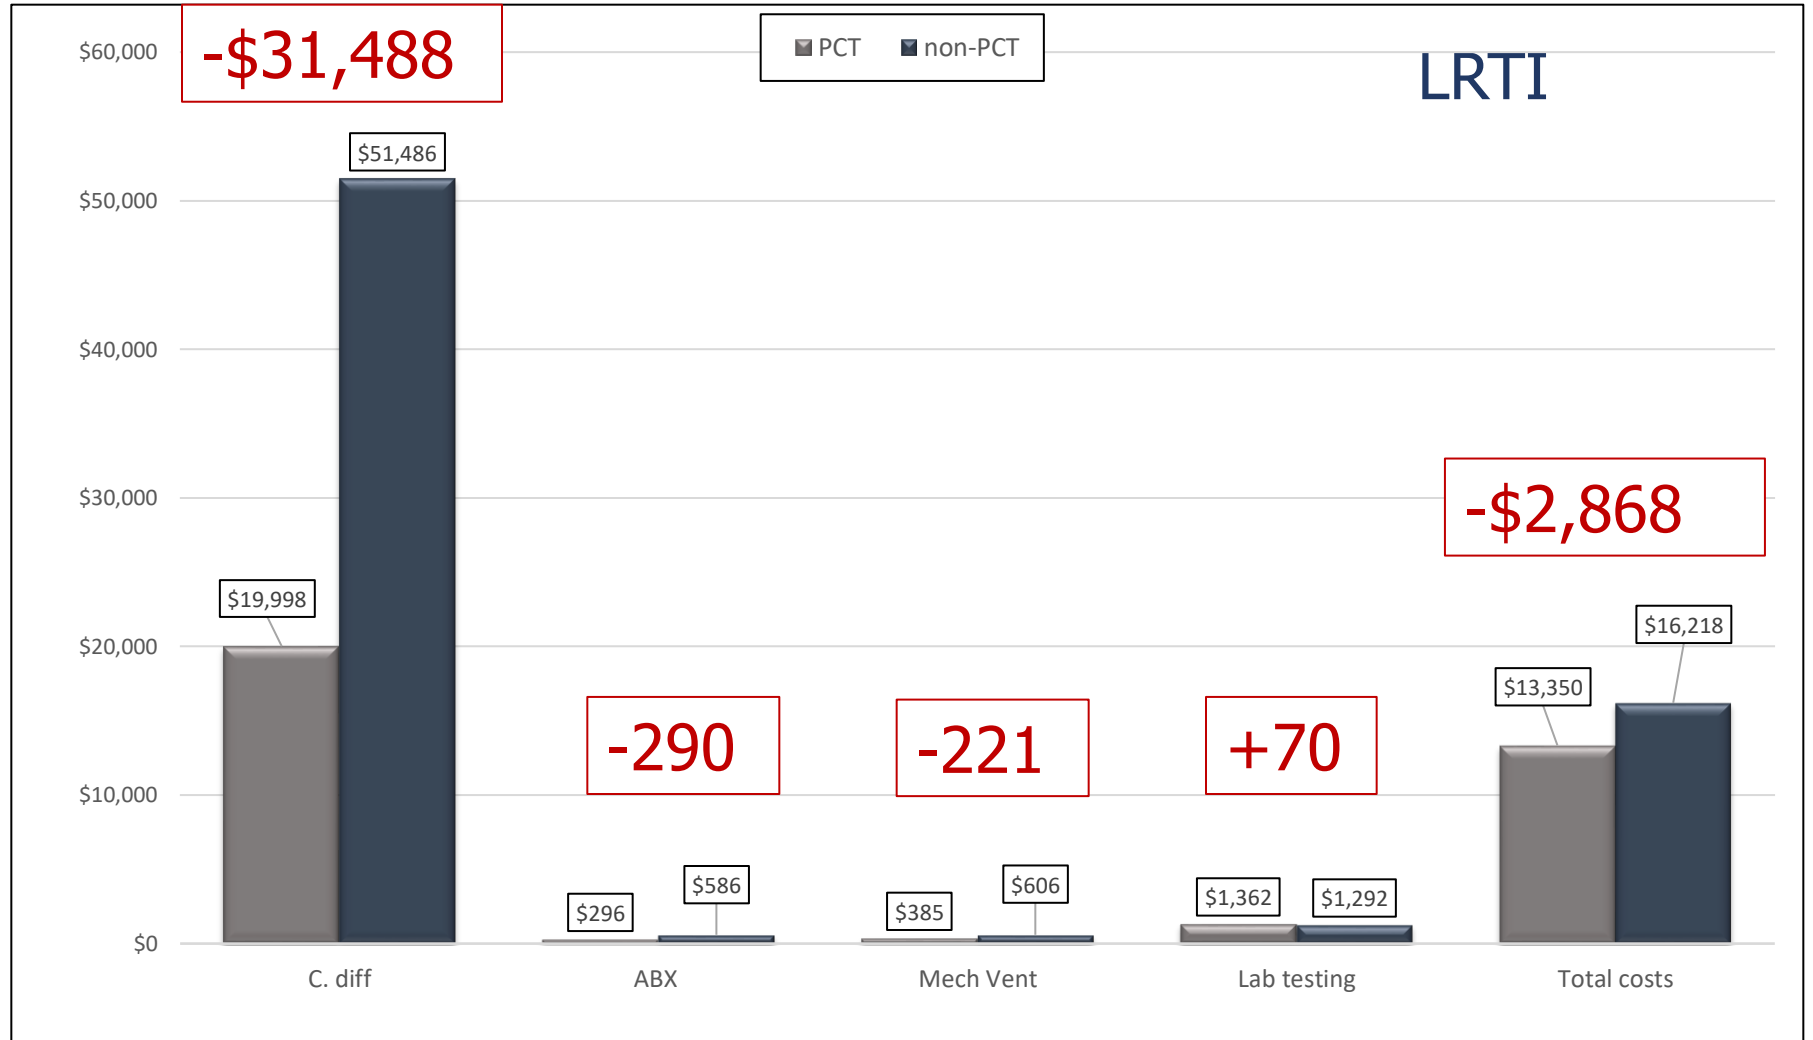 -$31,488
PCT
non-PCT
LRTI
$60,000
$50,000
$40,000
$30,000
$20,000
$10,000
$0
$19,998
$51,486
-290
$296
$586
-221
$385
$606
+70
$1,362
$1,292
-$2,868
$13,350
$16,218
C. diff
ABX
Mech Vent
Lab testing
Total costs